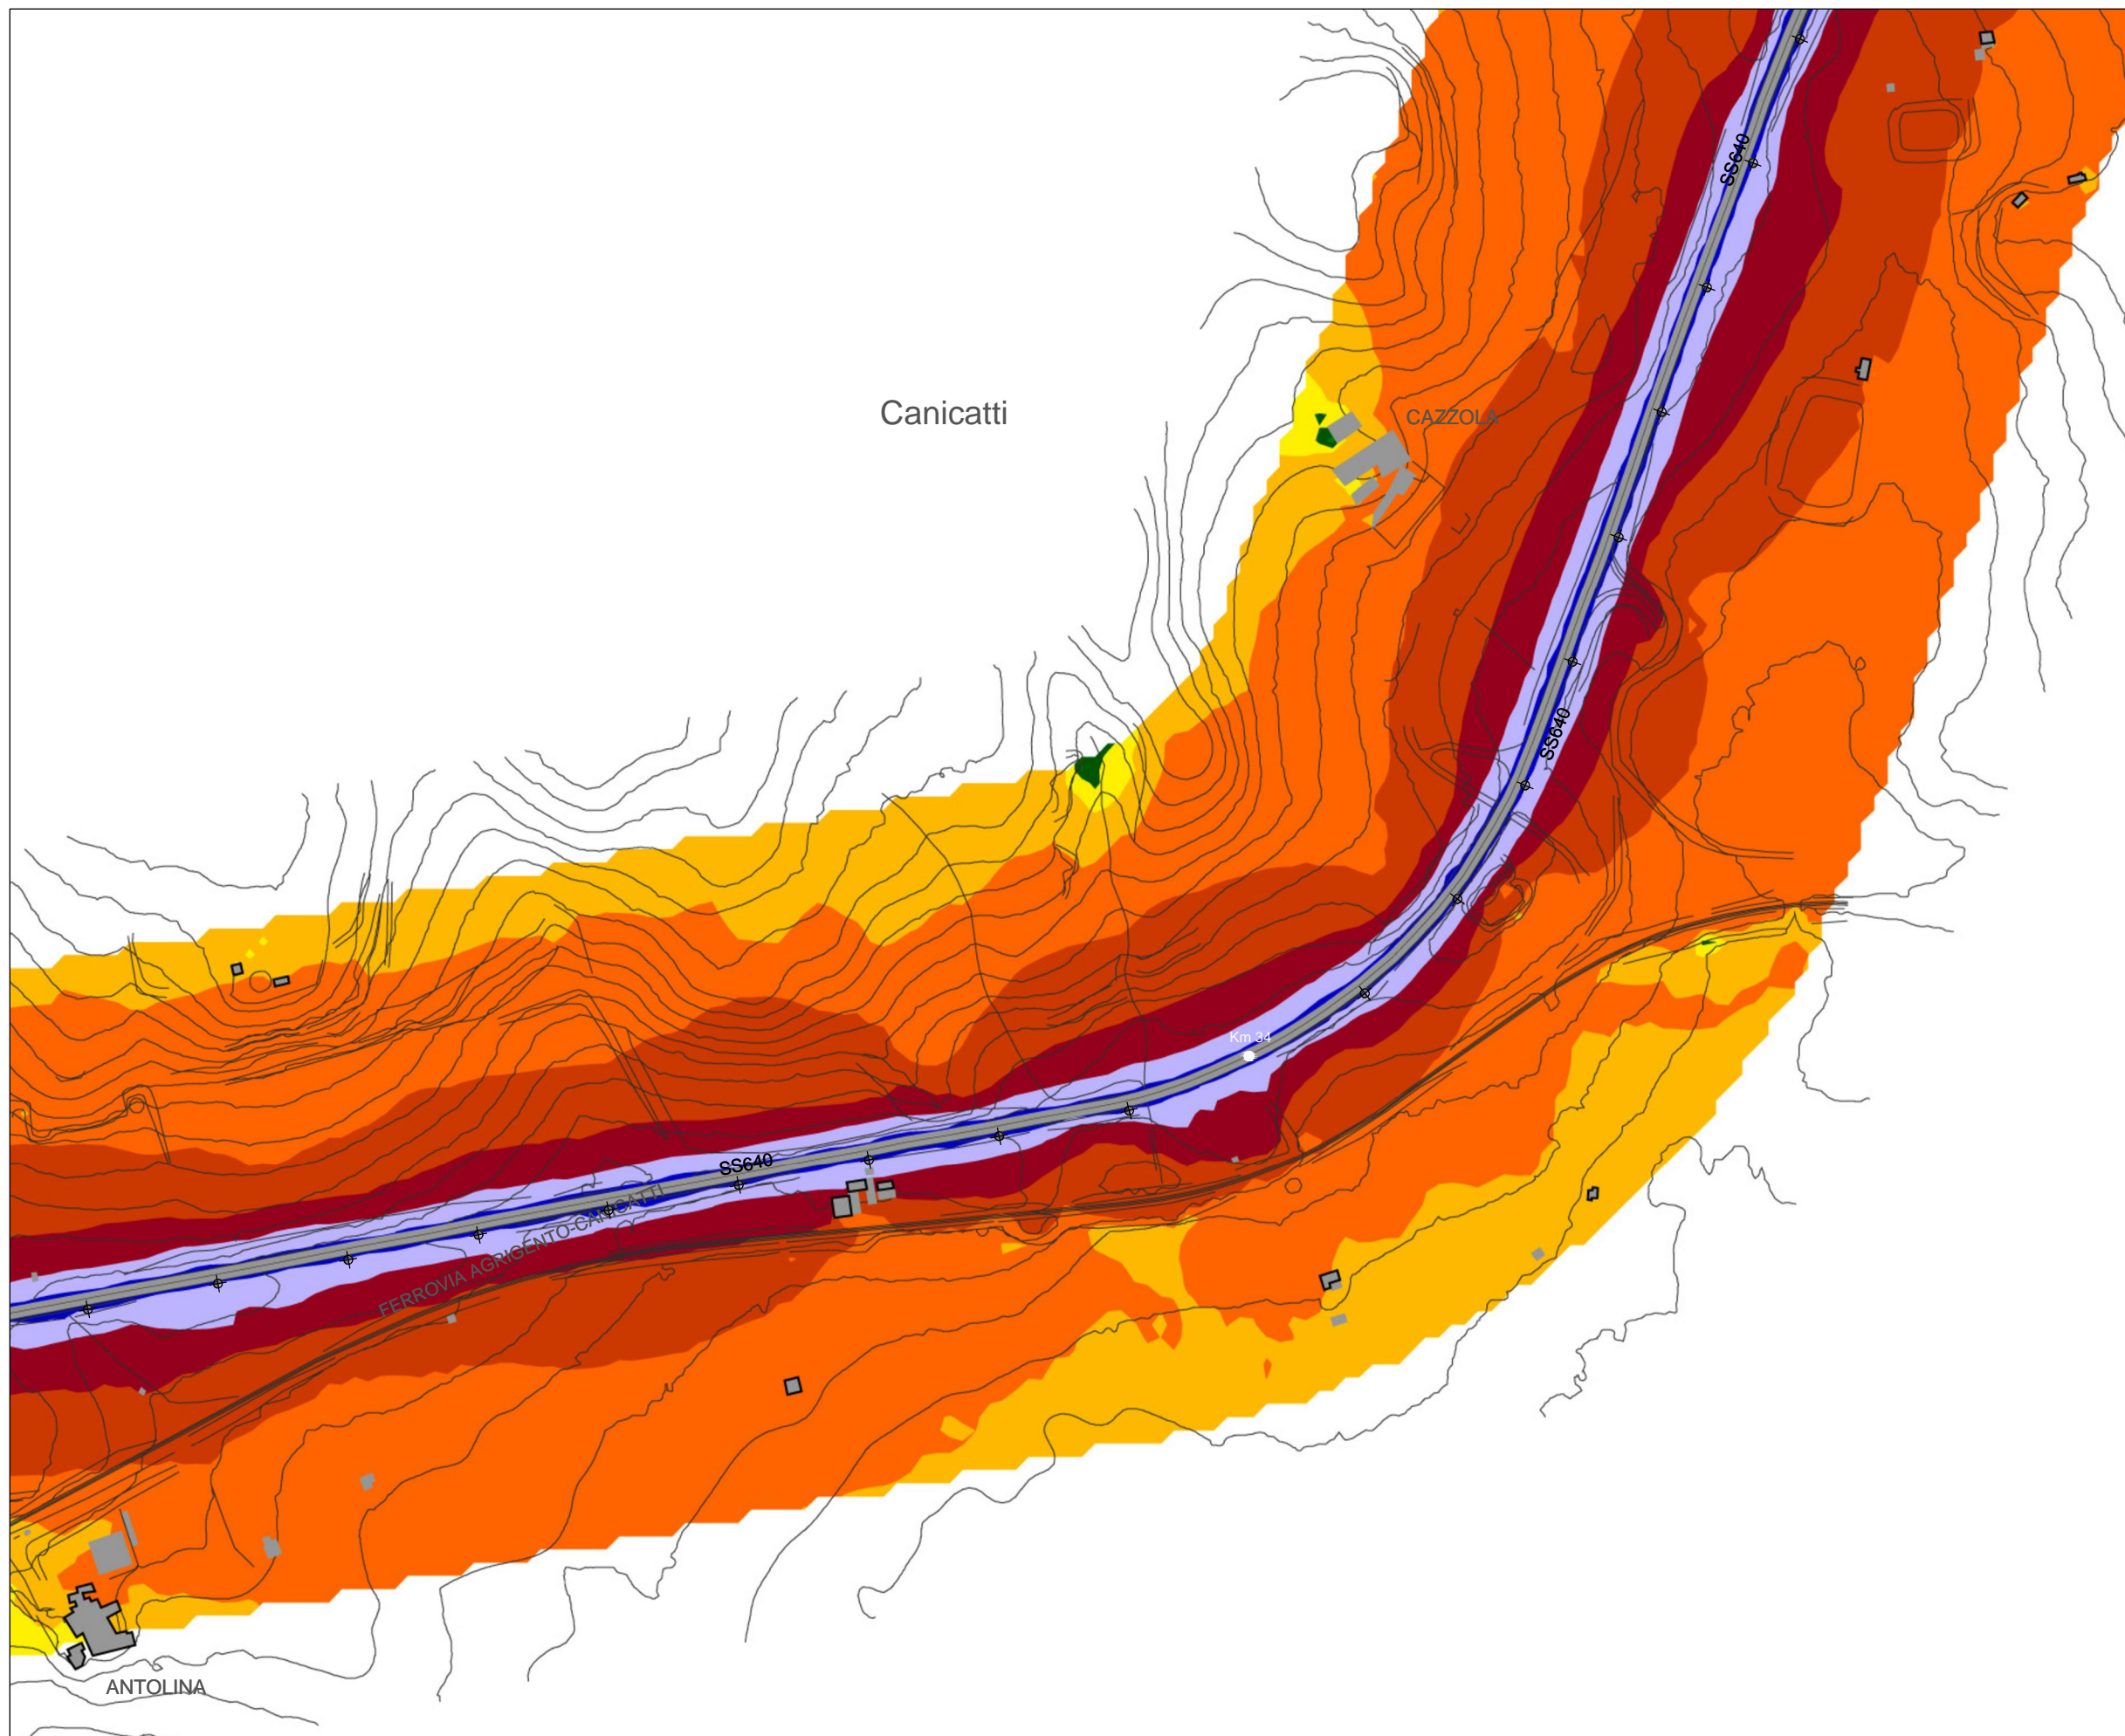 SS640
Canicatti
CAZZOLA
SS640
Km 34
SS640
FERROVIA AGRIGENTO-CANICATTI
ANTOLINA